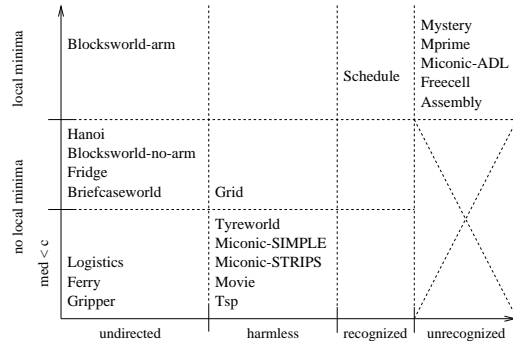 local minima
Blocksworld-arm
Schedule
Mystery
Mprime
Miconic-ADL
Freecell
Assembly
no local minima
Hanoi
Blocksworld-no-arm
Fridge
Briefcaseworld
Grid
med < c
Logistics
Ferry
Gripper
Tyreworld
Miconic-SIMPLE
Miconic-STRIPS
Movie
Tsp
undirected
harmless
recognized
unrecognized